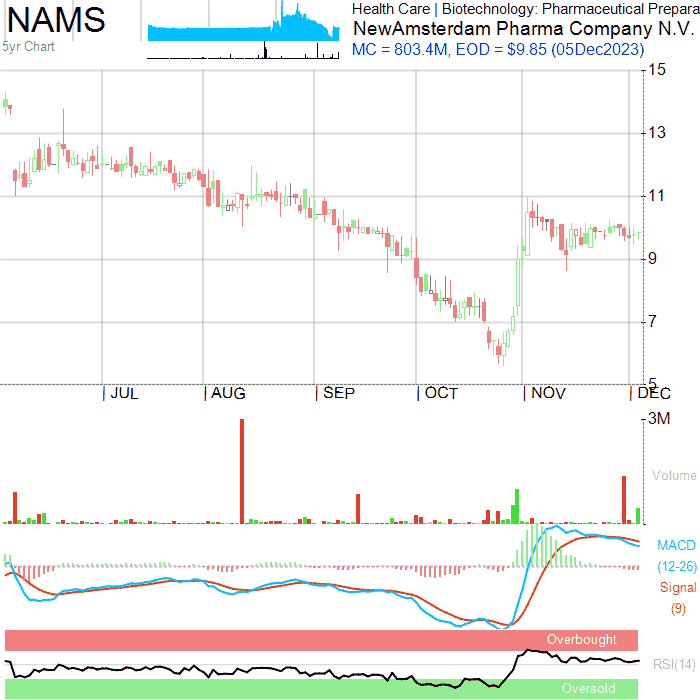 NAMS
5yr Chart
Health Care | Biotechnology: Pharmaceutical Prepara
NewAmsterdam Pharma Company N.V.
MC = 803.4M, EOD = $9.85 (05Dec2023)
15
13
11
9
7
5
JUL AUG SEP OCT NOV DEC
3M
Volume
MACD
(12-26)
Signal
(9)
Overbought
RSI(14)
Oversold